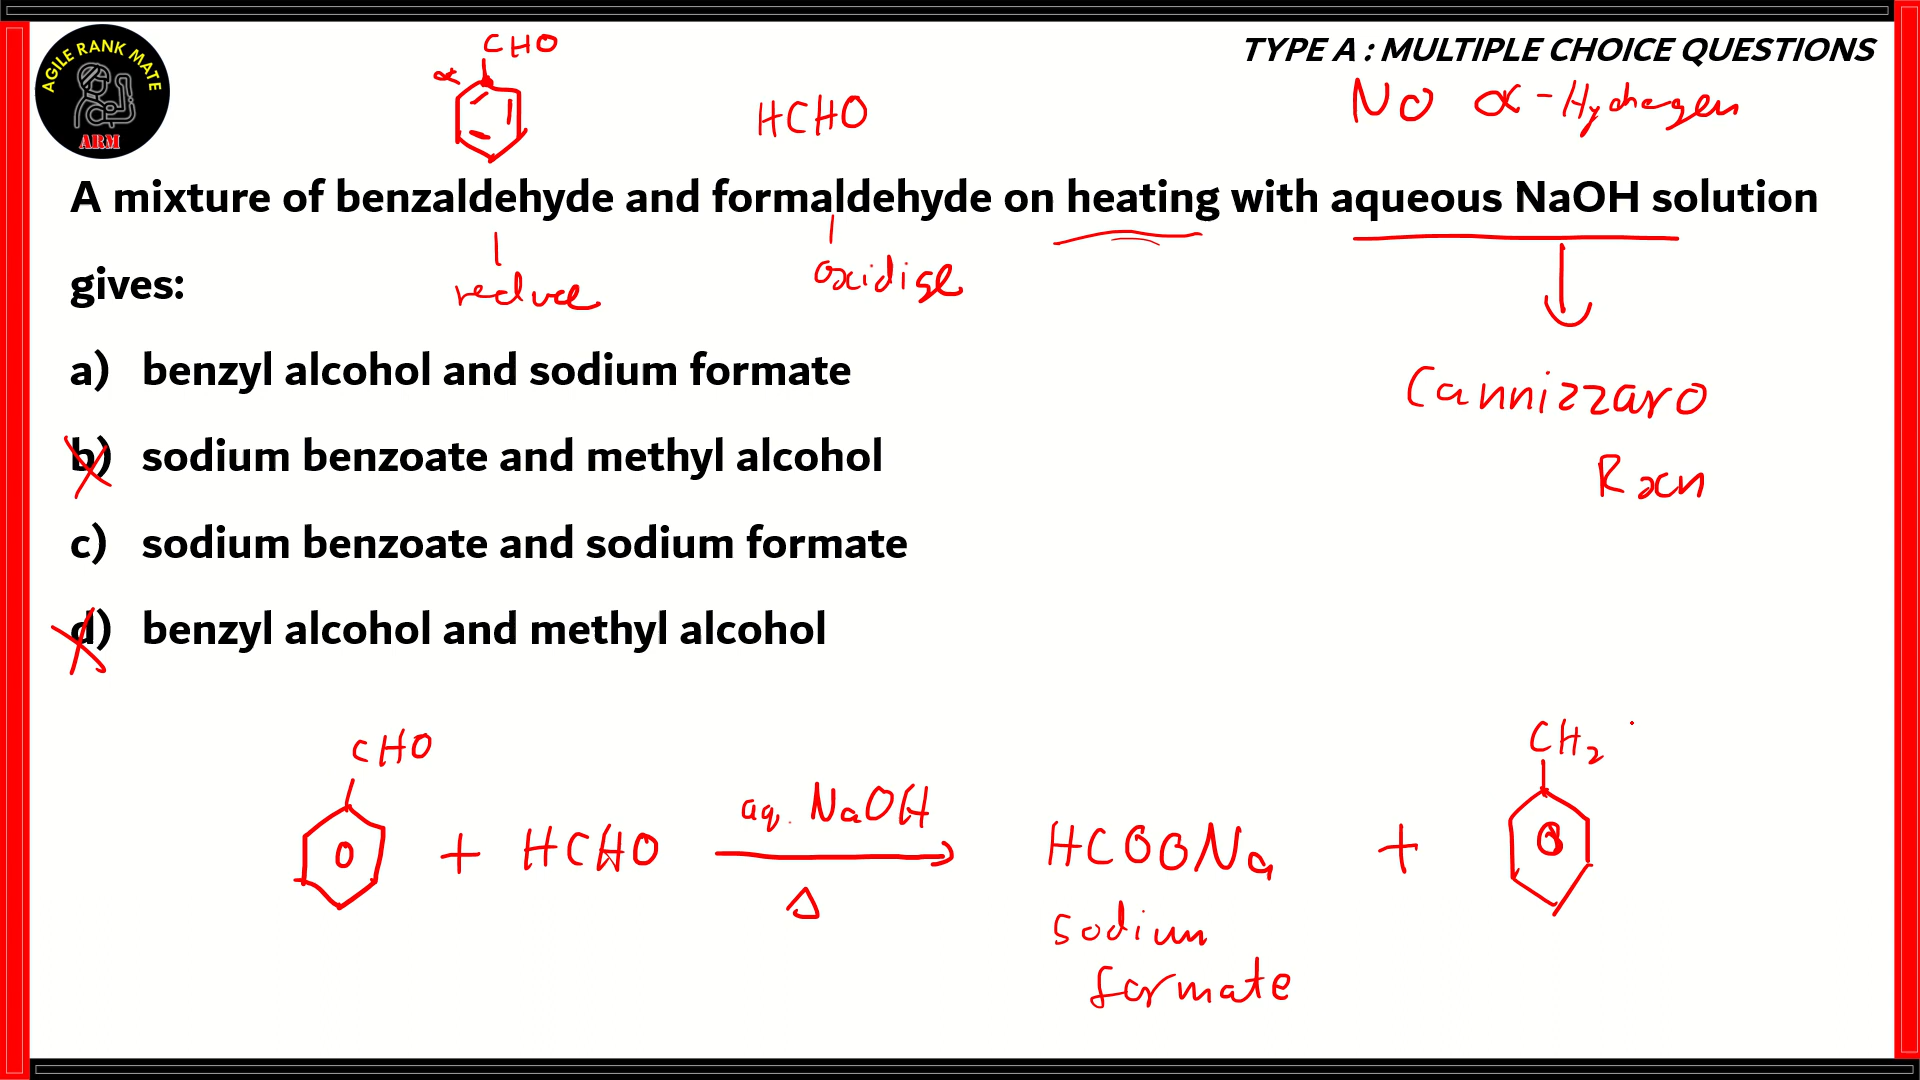 AGILE RANK MATE
ARM
CHO
α
HCHO
TYPE A : MULTIPLE CHOICE QUESTIONS
No α - Hydrogen
A mixture of benzaldehyde and formaldehyde on heating with aqueous NaOH solution
gives:
reduce
oxidise
a) benzyl alcohol and sodium formate
b) sodium benzoate and methyl alcohol
c) sodium benzoate and sodium formate
d) benzyl alcohol and methyl alcohol
Cannizzaro
Rxn
CHO
+ HCHO
aq. NaOH
Δ
HCOONa +
CH2
sodium
formate